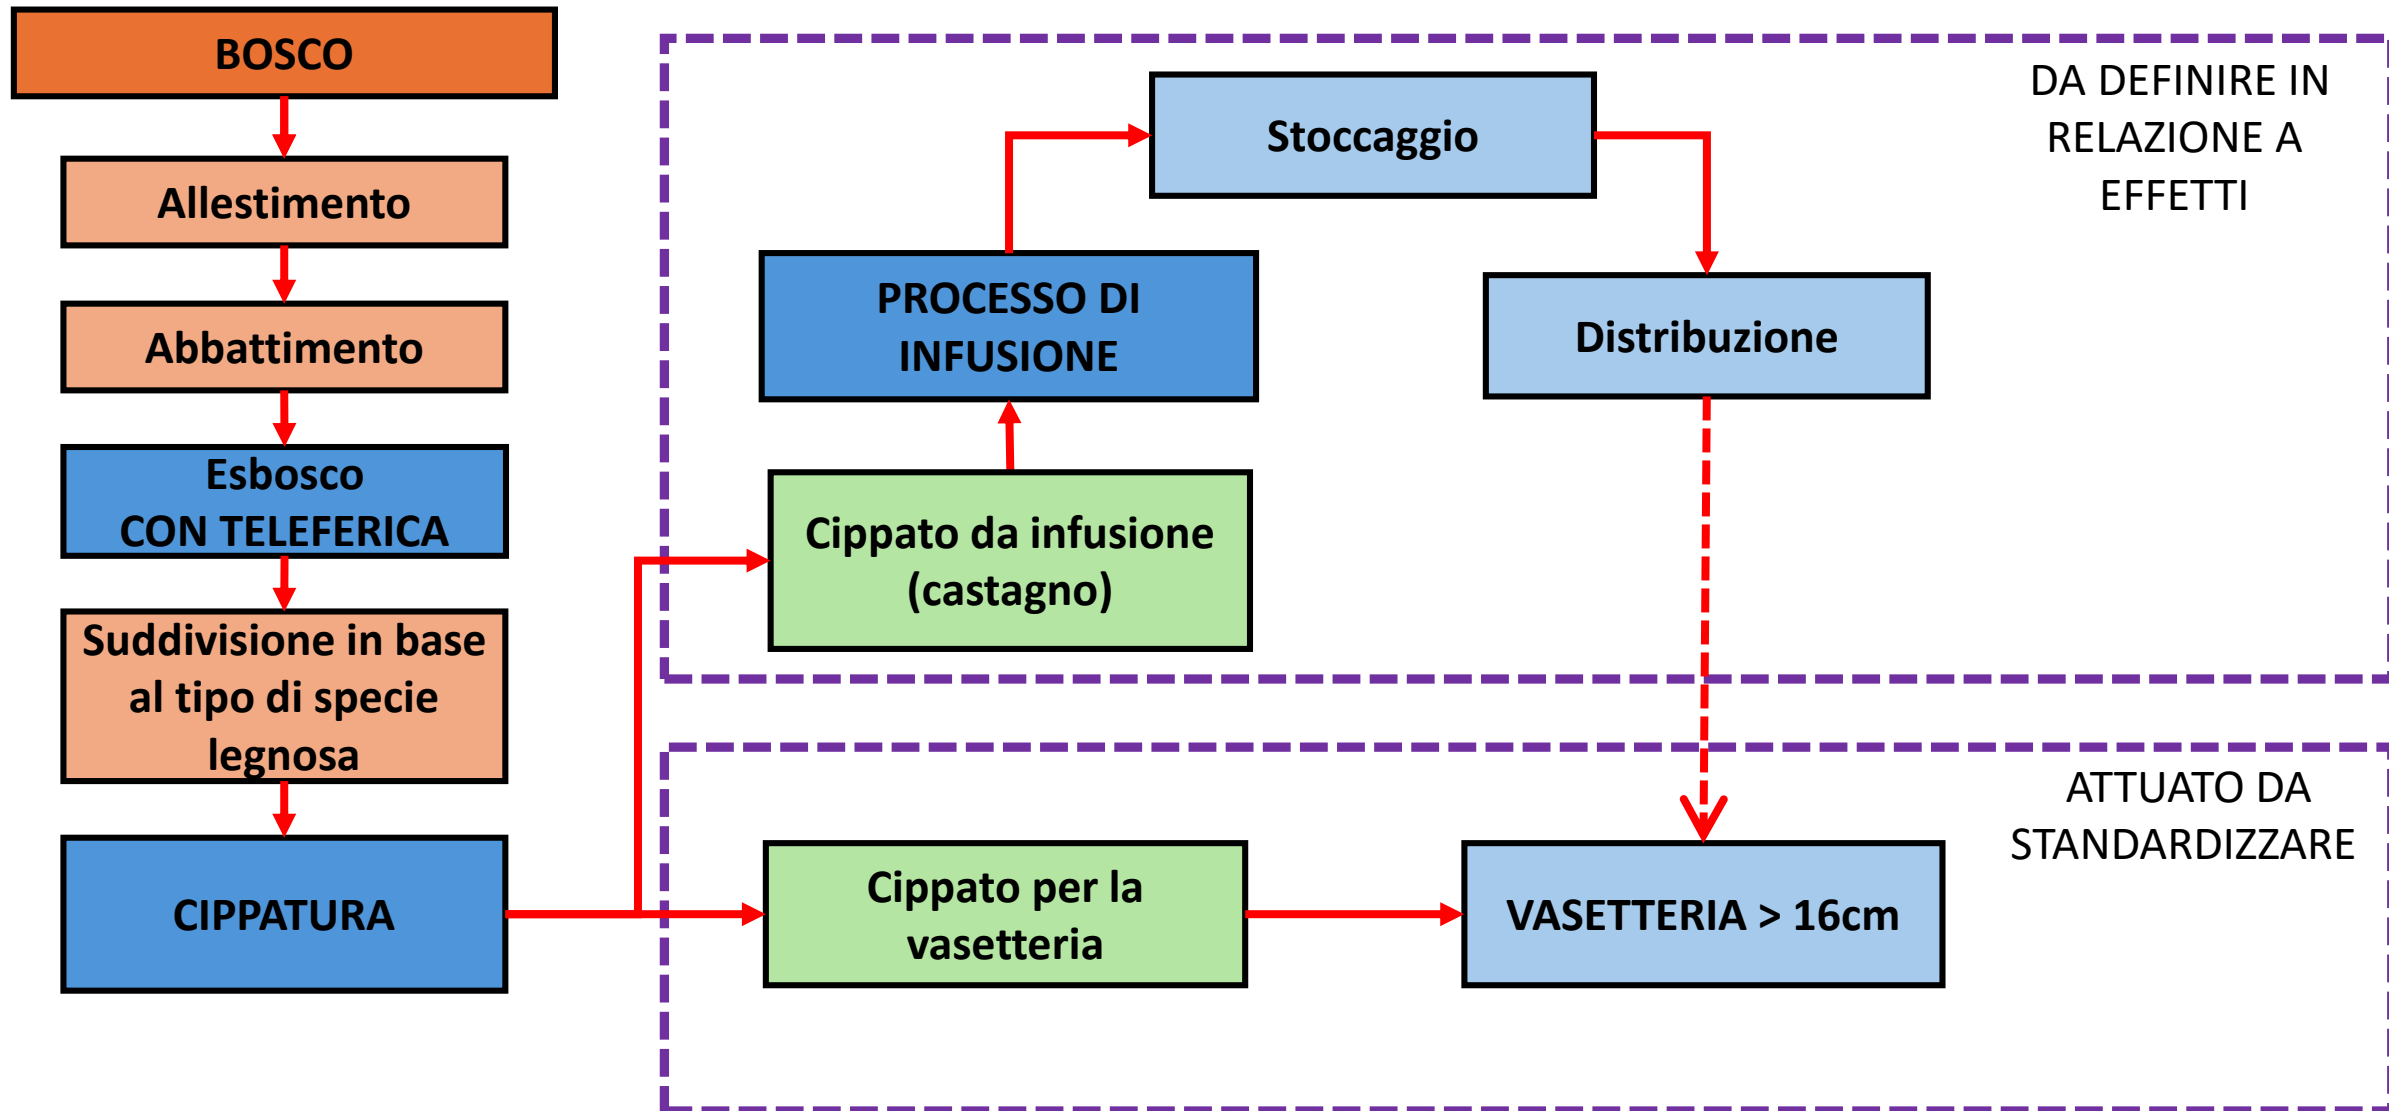 BOSCO
Allestimento
Abbattimento
Esbosco
CON TELEFERICA
Suddivisione in base
al tipo di specie
legnosa
CIPPATURA
DA DEFINIRE IN
RELAZIONE A
EFFETTI
Stoccaggio
PROCESSO DI
INFUSIONE
Distribuzione
Cippato da infusione
(castagno)
ATTUATO DA
STANDARDIZZARE
Cippato per la
vasetteria
VASETTERIA > 16cm